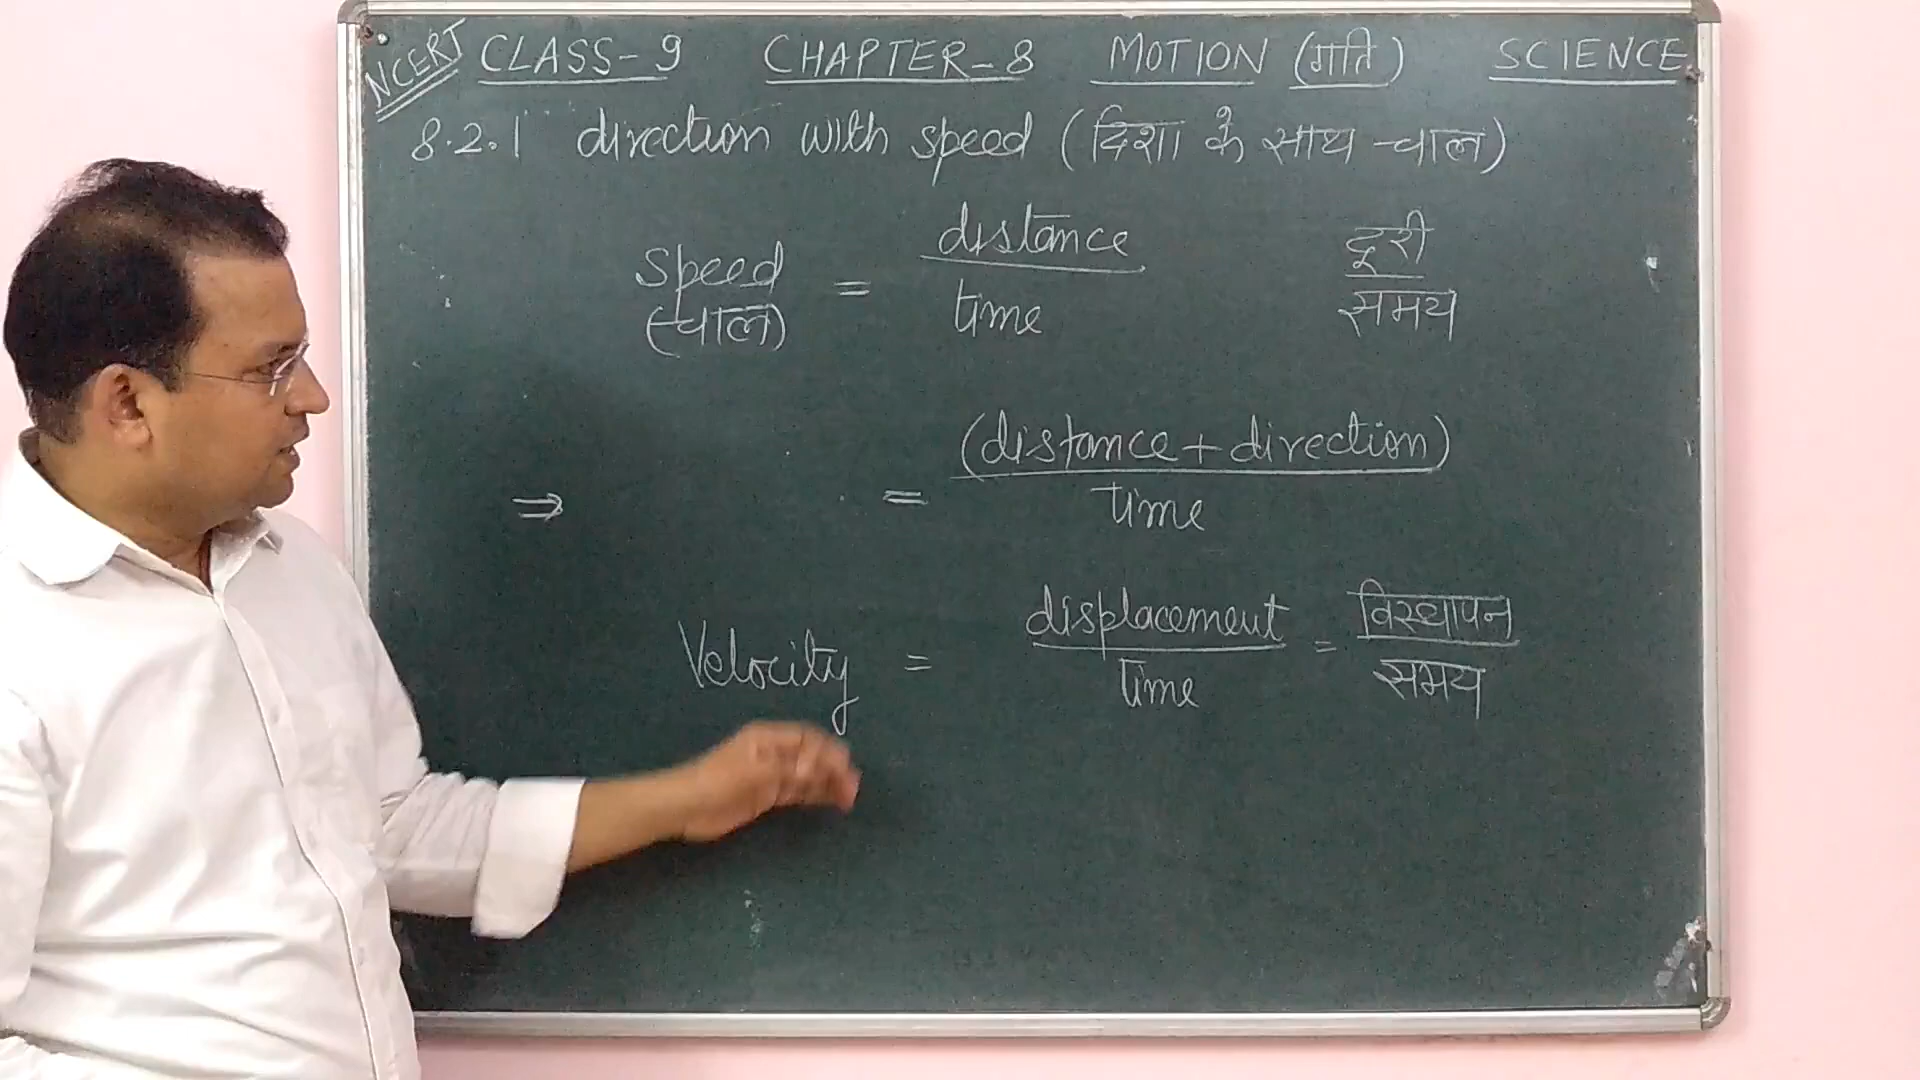 NCERT CLASS-9 CHAPTER-8 MOTION (गति) SCIENCE
8.2.1 direction with speed (दिशा के साथ चाल)
speed (चाल) = distance / time दूरी / समय
⇒ = (distance + direction) / time
Velocity = displacement / time = विस्थापन / समय